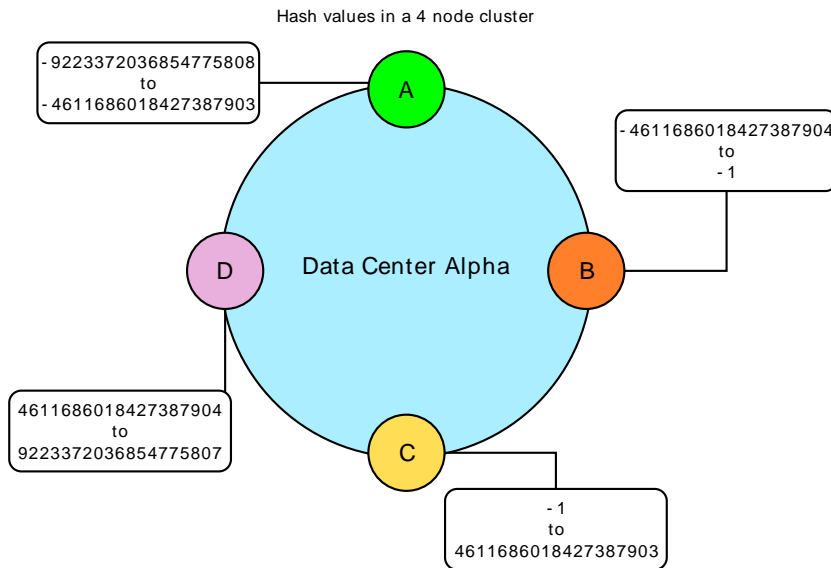 Hash values in a 4 node cluster
-9223372036854775808
to
-4611686018427387903
A
-4611686018427387904
to
-1
D
Data Center Alpha
B
4611686018427387904
to
9223372036854775807
C
-1
to
4611686018427387903